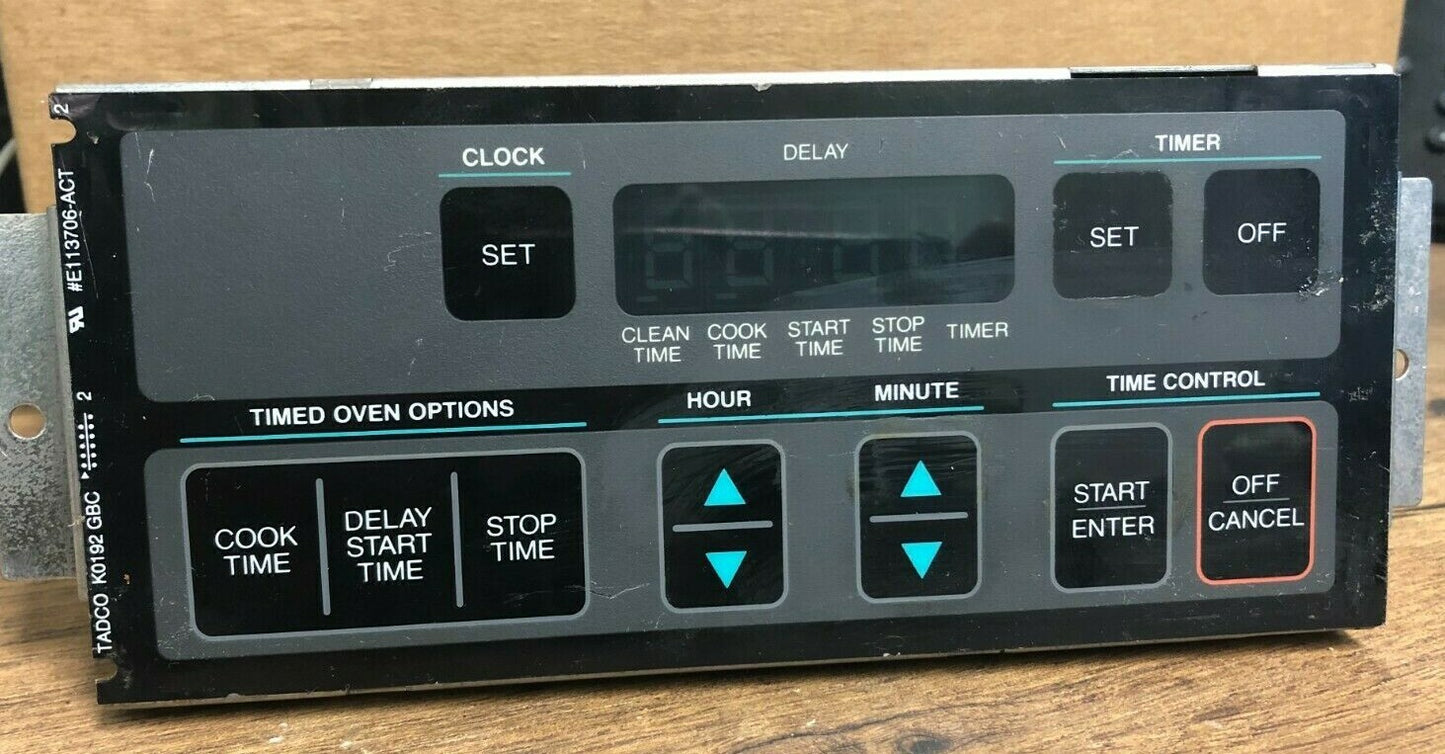 CLOCK
DELAY
TIMER
SET
SET
OFF
CLEAN TIME
COOK TIME
START TIME
STOP TIME
TIMER
TIMED OVEN OPTIONS
HOUR
MINUTE
TIME CONTROL
COOK
TIME
DELAY
START
TIME
STOP
TIME
START
ENTER
OFF
CANCEL
TADCO K0192 GBC 2
#E113706-ACT 2